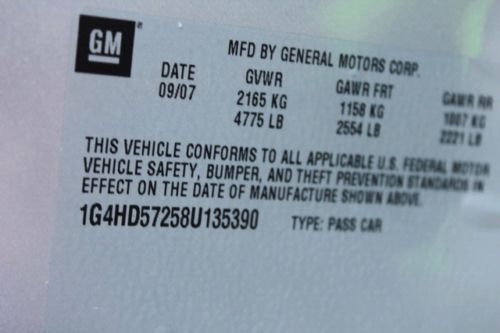 GM
MFD BY GENERAL MOTORS CORP.
DATE GVWR GAWR FRT GAWR RR
09/07 2165 KG 1158 KG 1007 KG
4775 LB 2554 LB 2221 LB
THIS VEHICLE CONFORMS TO ALL APPLICABLE U.S. FEDERAL MOTOR
VEHICLE SAFETY, BUMPER, AND THEFT PREVENTION STANDARDS IN
EFFECT ON THE DATE OF MANUFACTURE SHOWN ABOVE.
1G4HD57258U135390 TYPE: PASS CAR